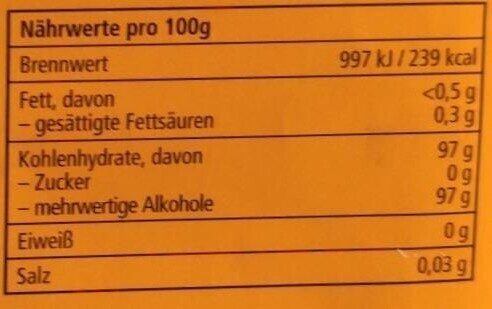 Nährwerte pro 100g
Brennwert 997 kJ / 239 kcal
Fett, davon <0,5 g
– gesättigte Fettsäuren 0,3 g
Kohlenhydrate, davon 97 g
– Zucker 0 g
– mehrwertige Alkohole 97 g
Eiweiß 0 g
Salz 0,03 g